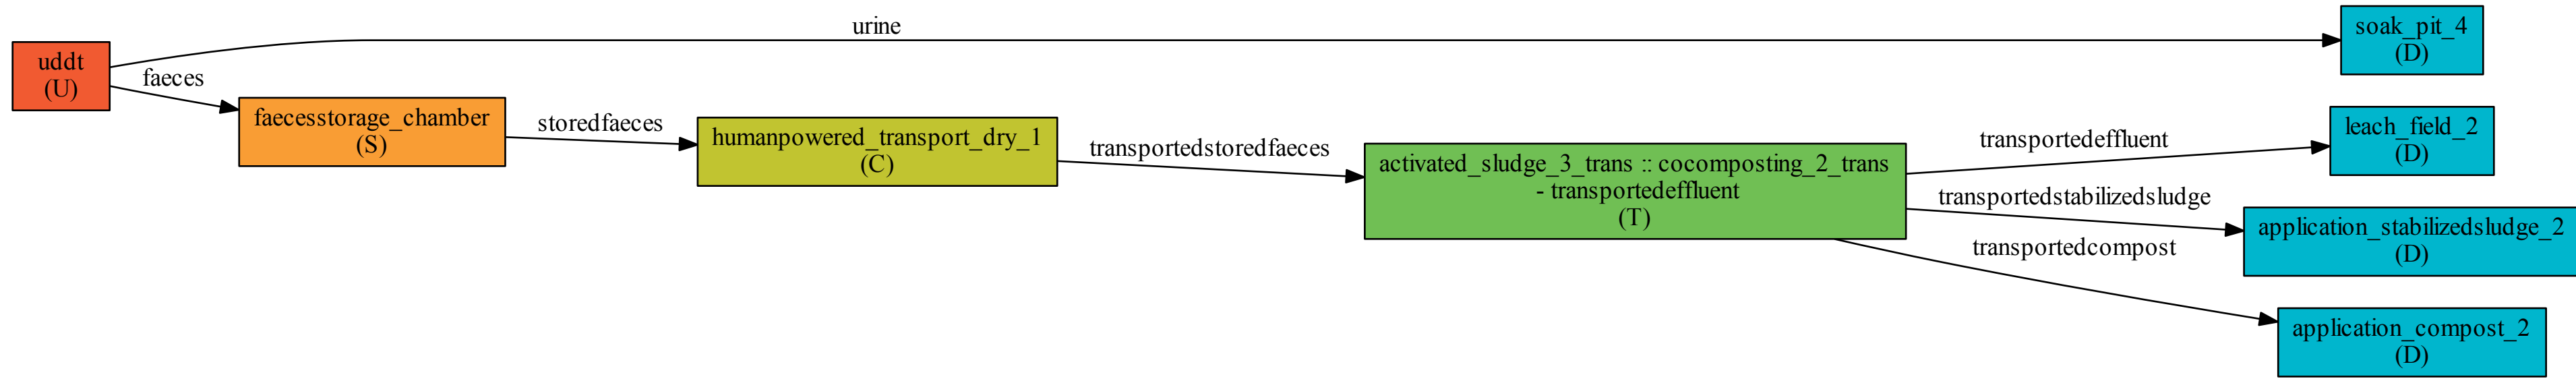 uddt
(U)
urine
faeces
faecesstorage_chamber
(S)
storedfaeces
humanpowered_transport_dry_1
(C)
transportedstoredfaeces
activated_sludge_3_trans :: cocomposting_2_trans
- transportedeffluent
(T)
transportedeffluent
transportedstabilizedsludge
transportedcompost
soak_pit_4
(D)
leach_field_2
(D)
application_stabilizedsludge_2
(D)
application_compost_2
(D)